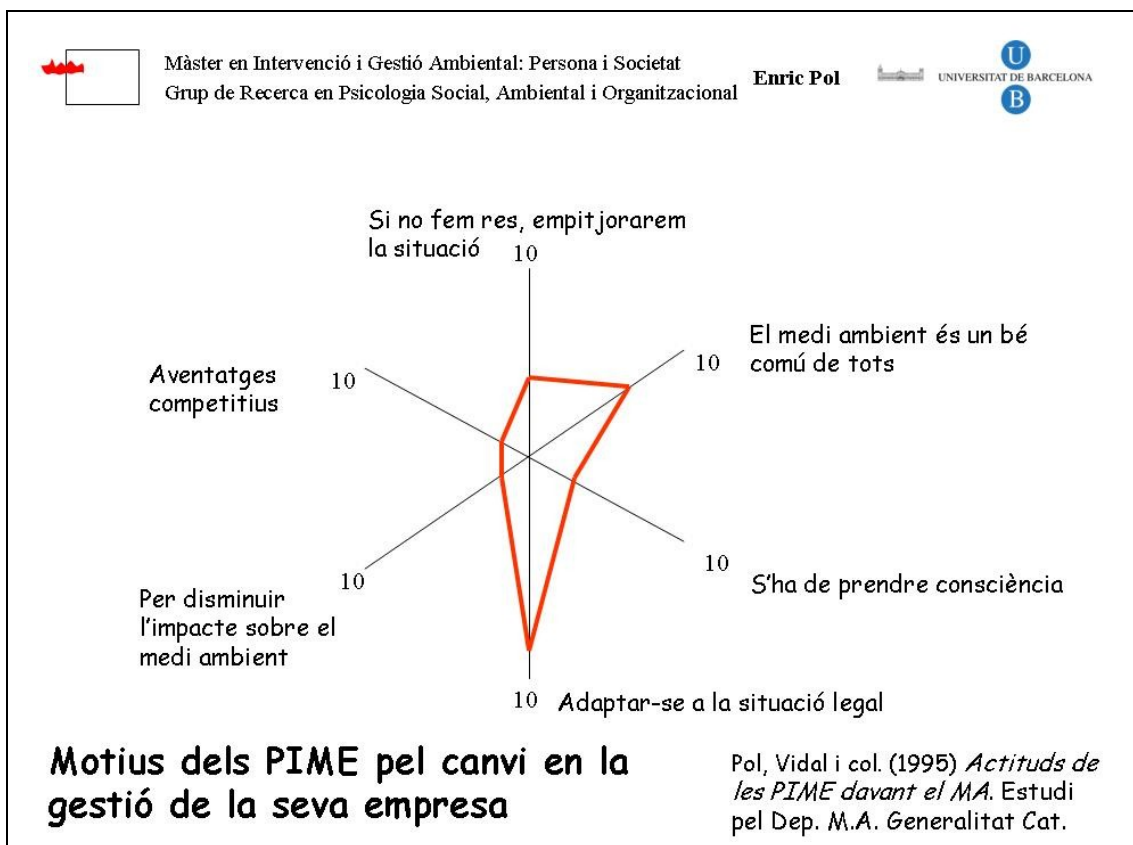 Màster en Intervenció i Gestió Ambiental: Persona i Societat
Grup de Recerca en Psicologia Social, Ambiental i Organitzacional
Enric Pol
U
UNIVERSITAT DE BARCELONA
B
Si no fem res, empitjorarem
la situació
10
El medi ambient és un bé
comú de tots
10
Aventatges
competitius
10
10
S'ha de prendre consciència
10
Per disminuir
l'impacte sobre el
medi ambient
10
Adaptar-se a la situació legal
Motius dels PIME pel canvi en la
gestió de la seva empresa
Pol, Vidal i col. (1995) Actituds de
les PIME davant el MA. Estudi
pel Dep. M.A. Generalitat Cat.